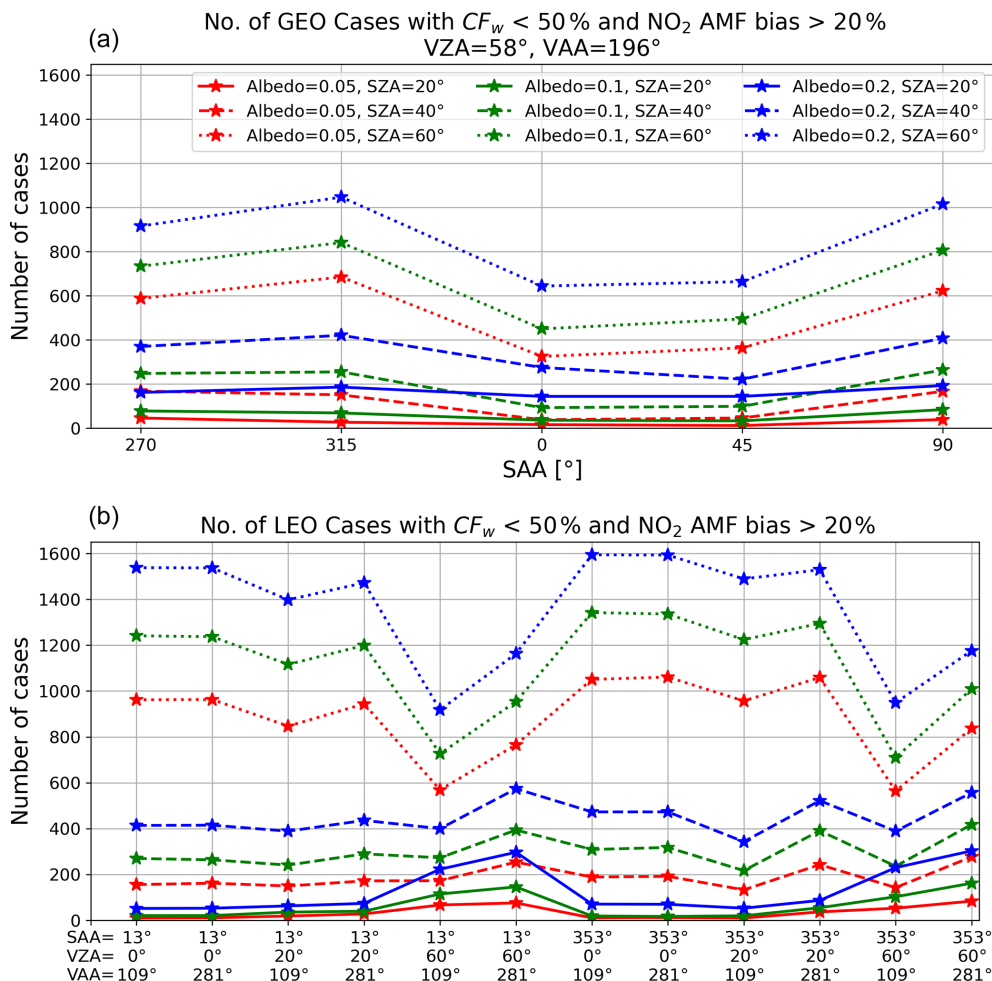 (a)
No. of GEO Cases with CF_w < 50% and NO₂ AMF bias > 20%
VZA=58°, VAA=196°
Albedo=0.05, SZA=20° Albedo=0.1, SZA=20° Albedo=0.2, SZA=20°
Albedo=0.05, SZA=40° Albedo=0.1, SZA=40° Albedo=0.2, SZA=40°
Albedo=0.05, SZA=60° Albedo=0.1, SZA=60° Albedo=0.2, SZA=60°
Number of cases
1600
1400
1200
1000
800
600
400
200
0
270 315 0 45 90
SAA [°]
(b)
No. of LEO Cases with CF_w < 50% and NO₂ AMF bias > 20%
Number of cases
1600
1400
1200
1000
800
600
400
200
0
SAA= 13° 13° 13° 13° 13° 13° 353° 353° 353° 353° 353° 353°
VZA= 0° 0° 20° 20° 60° 60° 0° 0° 20° 20° 60° 60°
VAA= 109° 281° 109° 281° 109° 281° 109° 281° 109° 281° 109° 281°